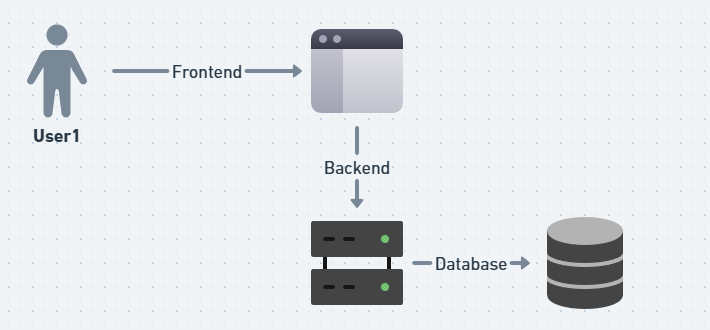 Frontend
User1
Backend
Database